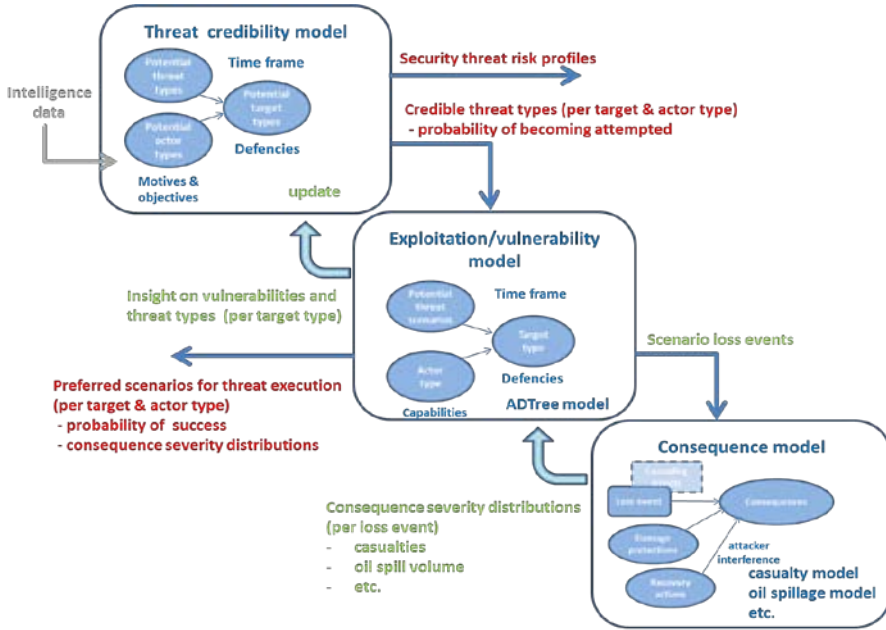 Threat credibility model
Potential
threat
types
Time frame
Potential
target
types
Potential
actor
types
Defencies
Motives &
objectives
update
Intelligence
data
Security threat risk profiles
Credible threat types (per target & actor type)
- probability of becoming attempted
Exploitation/vulnerability
model
Potential
threat
scenarios
Time frame
Target
type
Actor
type
Defencies
Capabilities
ADTree model
Insight on vulnerabilities and
threat types (per target type)
Preferred scenarios for threat execution
(per target & actor type)
- probability of success
- consequence severity distributions
Scenario loss events
Consequence model
Loss event
Consequences
Damage
protections
Recovery
actions
attacker
interference
casualty model
oil spillage model
etc.
Consequence severity distributions
(per loss event)
- casualties
- oil spill volume
- etc.